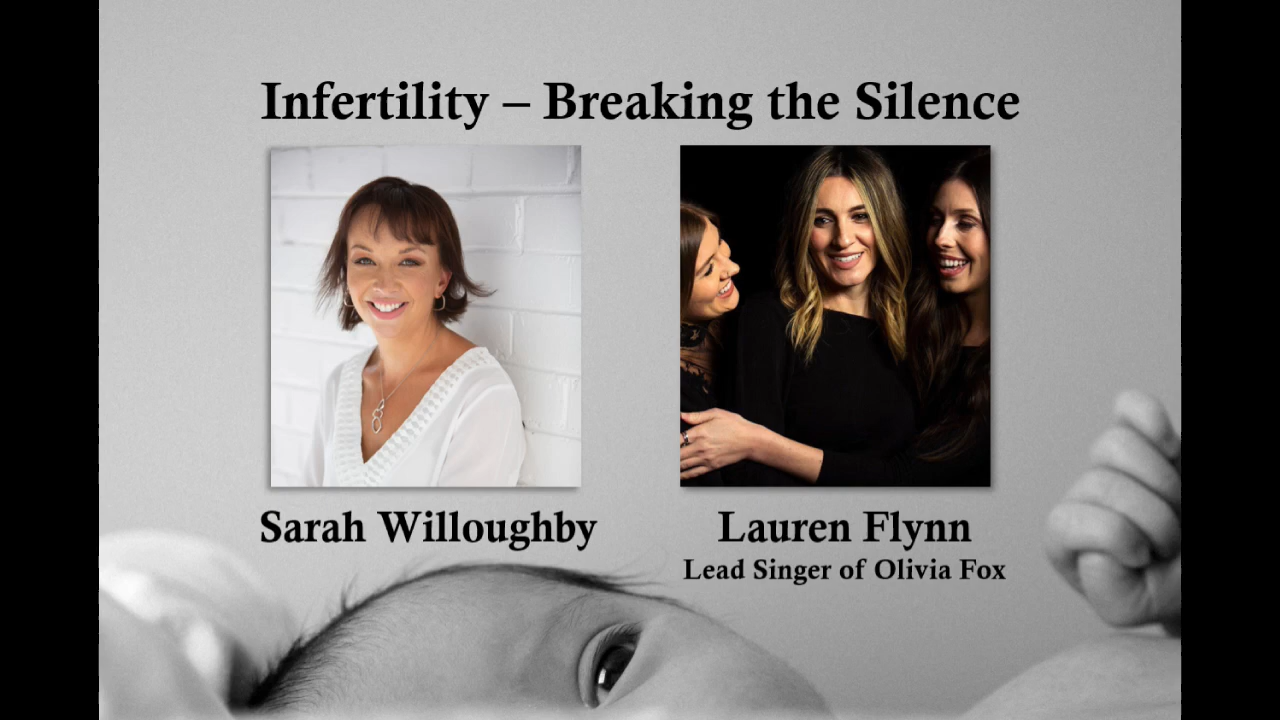 Infertility – Breaking the Silence
Sarah Willoughby
Lauren Flynn
Lead Singer of Olivia Fox